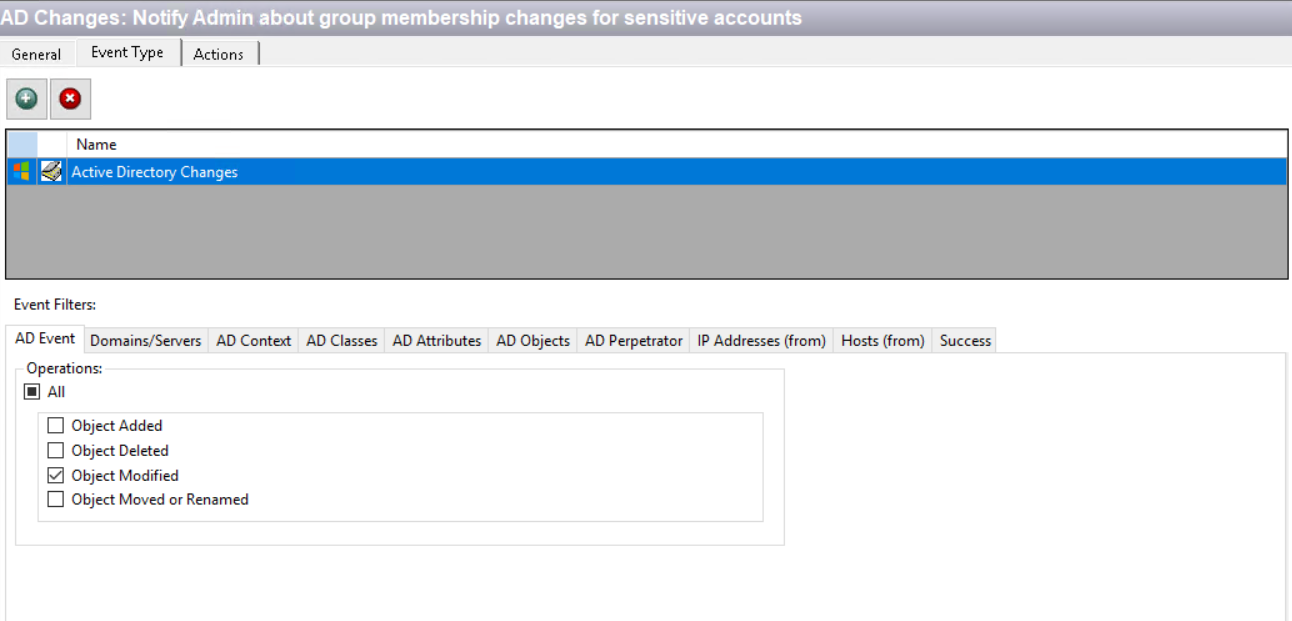 AD Changes: Notify Admin about group membership changes for sensitive accounts
General Event Type Actions
Name
Active Directory Changes
Event Filters:
AD Event Domains/Servers AD Context AD Classes AD Attributes AD Objects AD Perpetrator IP Addresses (from) Hosts (from) Success
Operations:
All
Object Added
Object Deleted
Object Modified
Object Moved or Renamed